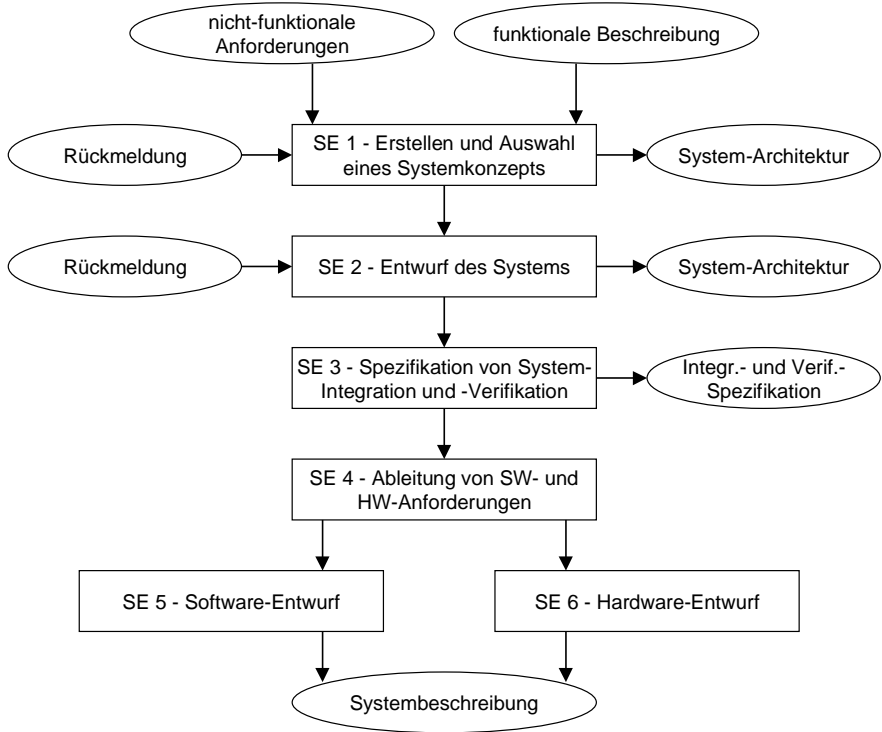 nicht-funktionale
Anforderungen
funktionale Beschreibung
Rückmeldung
SE 1 - Erstellen und Auswahl
eines Systemkonzepts
System-Architektur
Rückmeldung
SE 2 - Entwurf des Systems
System-Architektur
SE 3 - Spezifikation von System-
Integration und -Verifikation
Integr.- und Verif.-
Spezifikation
SE 4 - Ableitung von SW- und
HW-Anforderungen
SE 5 - Software-Entwurf
SE 6 - Hardware-Entwurf
Systembeschreibung